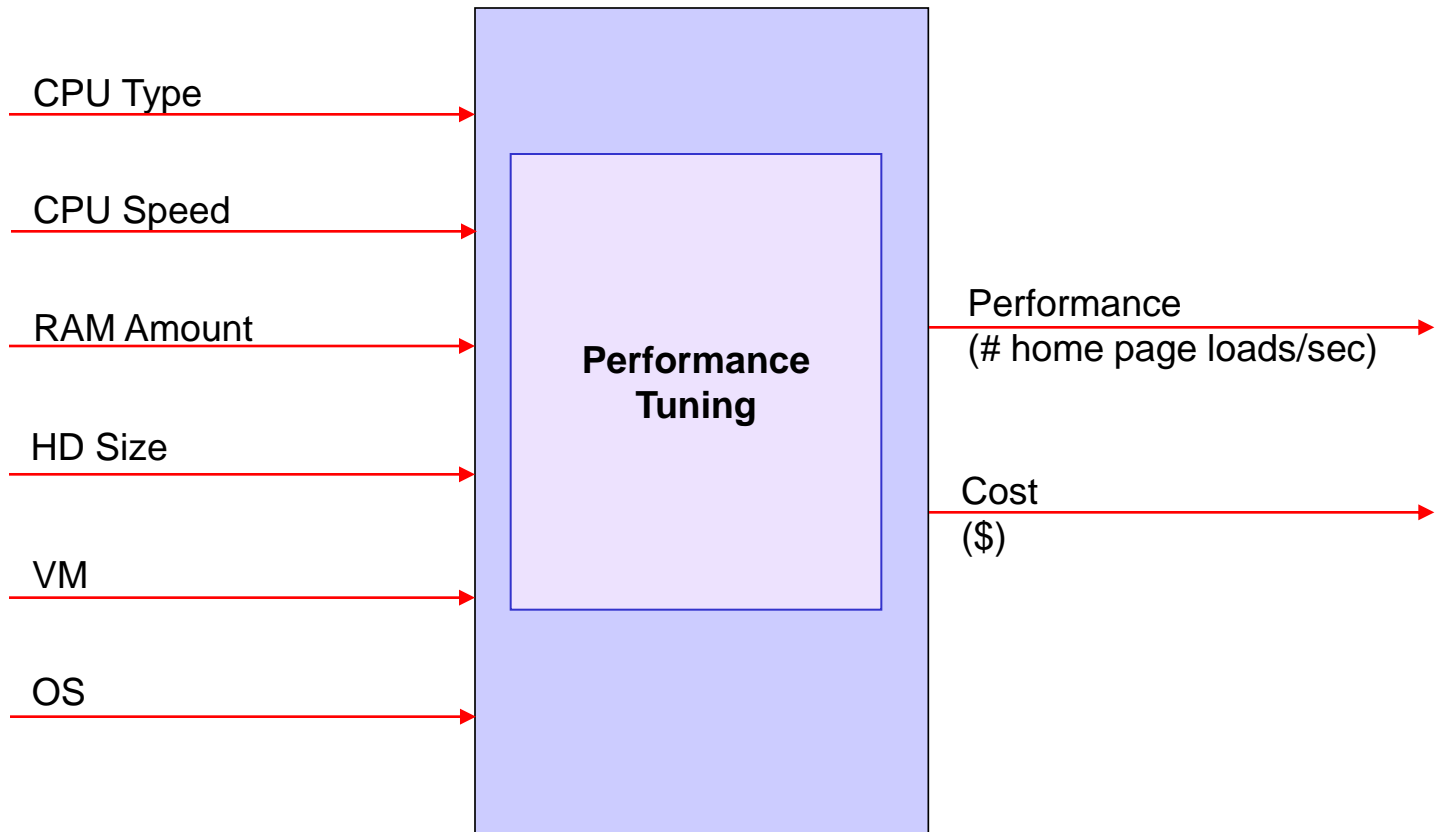 CPU Type
CPU Speed
RAM Amount
HD Size
VM
OS
Performance
Tuning
Performance
(# home page loads/sec)
Cost
($)